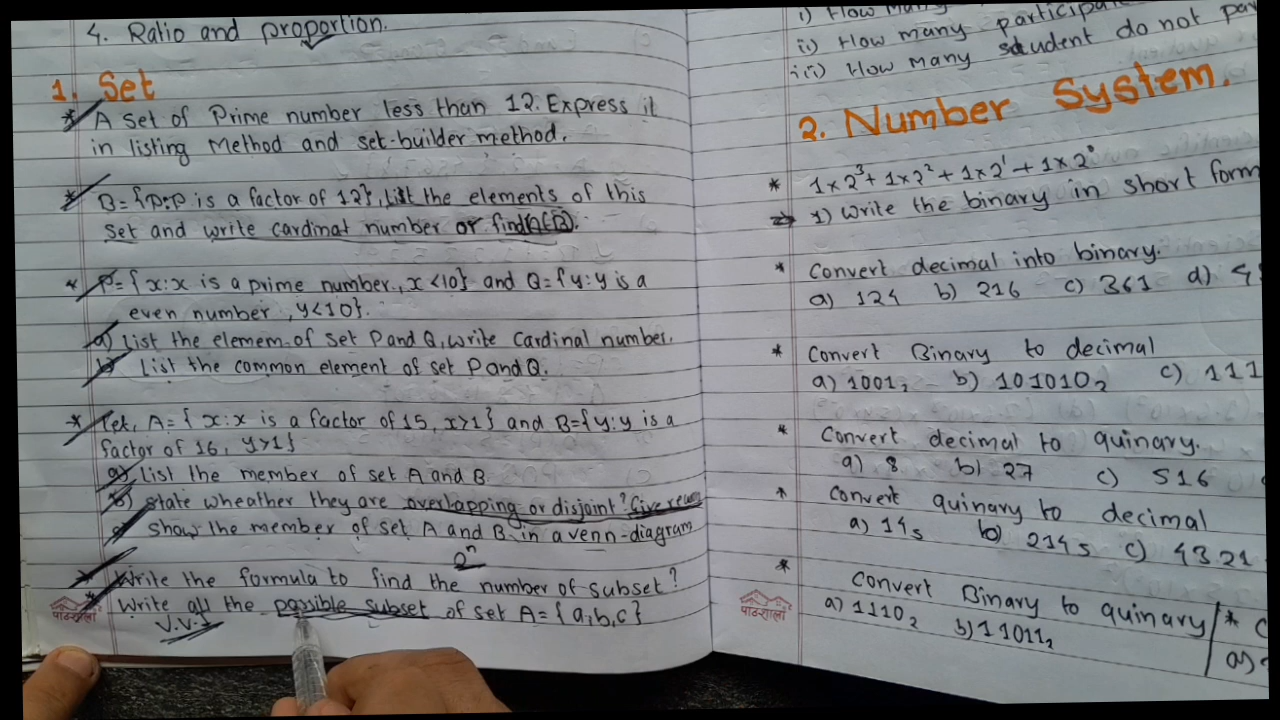 4. Ratio and proportion.
1. Set
* A set of Prime number less than 12. Express it
in listing Method and set-builder method.
* B={P:P is a factor of 12}, List the elements of this
set and write cardinal number or find n(B).
* P={x:x is a prime number, x<10} and Q={y:y is a
even number, y<10}.
a) List the elemem. of set P and Q, write Cardinal number.
b) List the common element of set P and Q.
* Let, A={ x:x is a factor of 15, x>1} and B={y:y is a
factor of 16, y>1}
a) List the member of set A and B.
b) State wheather they are overlapping or disjoint? Give
c) Show the member of set A and B in a venn-diagram
2ⁿ
* Write the formula to find the number of subset?
* Write all the possible subset of set A={a,b,c}
V.V.I
पाठशाला
i) How many
ii) How many
iii) How many student do not
2. Number System.
* 1×2³+1×2²+1×2¹+1×2⁰
1) Write the binary in short form
* Convert decimal into binary.
a) 124 b) 216 c) 361 d)
* Convert Binary to decimal
a) 1001₂ b) 101010₂ c) 111
* Convert decimal to quinary.
a) 8 b) 27 c) 516
* Convert quinary to decimal
a) 14₅ b) 214₅ c) 4321
* Convert Binary to quinary
a) 1110₂ b) 11011₂
* C
a)
पाठशाला